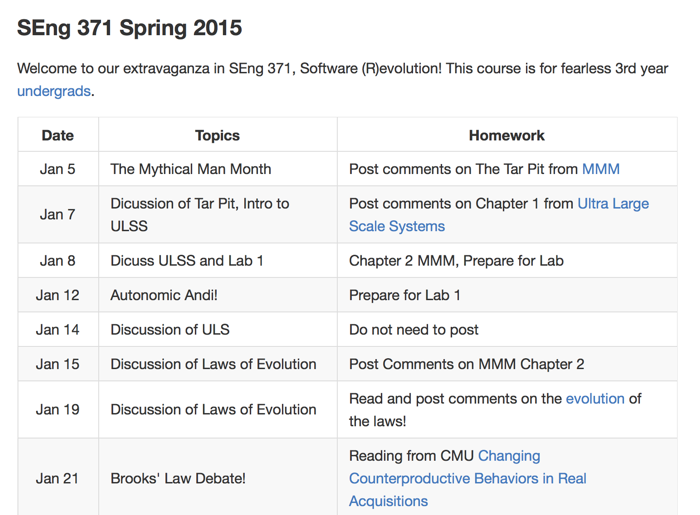 SEng 371 Spring 2015
Welcome to our extravaganza in SEng 371, Software (R)evolution! This course is for fearless 3rd year
undergrads.
Date Topics Homework
Jan 5 The Mythical Man Month Post comments on The Tar Pit from MMM
Jan 7 Dicussion of Tar Pit, Intro to
ULSS
Post comments on Chapter 1 from Ultra Large
Scale Systems
Jan 8 Dicuss ULSS and Lab 1 Chapter 2 MMM, Prepare for Lab
Jan 12 Autonomic Andi! Prepare for Lab 1
Jan 14 Discussion of ULS Do not need to post
Jan 15 Discussion of Laws of Evolution Post Comments on MMM Chapter 2
Jan 19 Discussion of Laws of Evolution Read and post comments on the evolution of
the laws!
Jan 21 Brooks' Law Debate! Reading from CMU Changing
Counterproductive Behaviors in Real
Acquisitions